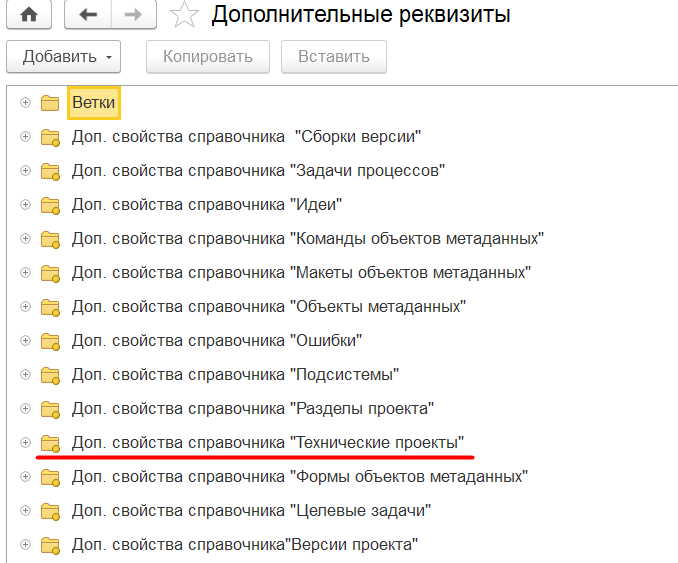 Дополнительные реквизиты
Добавить Копировать Вставить
Ветки
Доп. свойства справочника  "Сборки версии"
Доп. свойства справочника "Задачи процессов"
Доп. свойства справочника "Идеи"
Доп. свойства справочника "Команды объектов метаданных"
Доп. свойства справочника "Макеты объектов метаданных"
Доп. свойства справочника "Объекты метаданных"
Доп. свойства справочника "Ошибки"
Доп. свойства справочника "Подсистемы"
Доп. свойства справочника "Разделы проекта"
Доп. свойства справочника "Технические проекты"
Доп. свойства справочника "Формы объектов метаданных"
Доп. свойства справочника "Целевые задачи"
Доп. свойства справочника"Версии проекта"